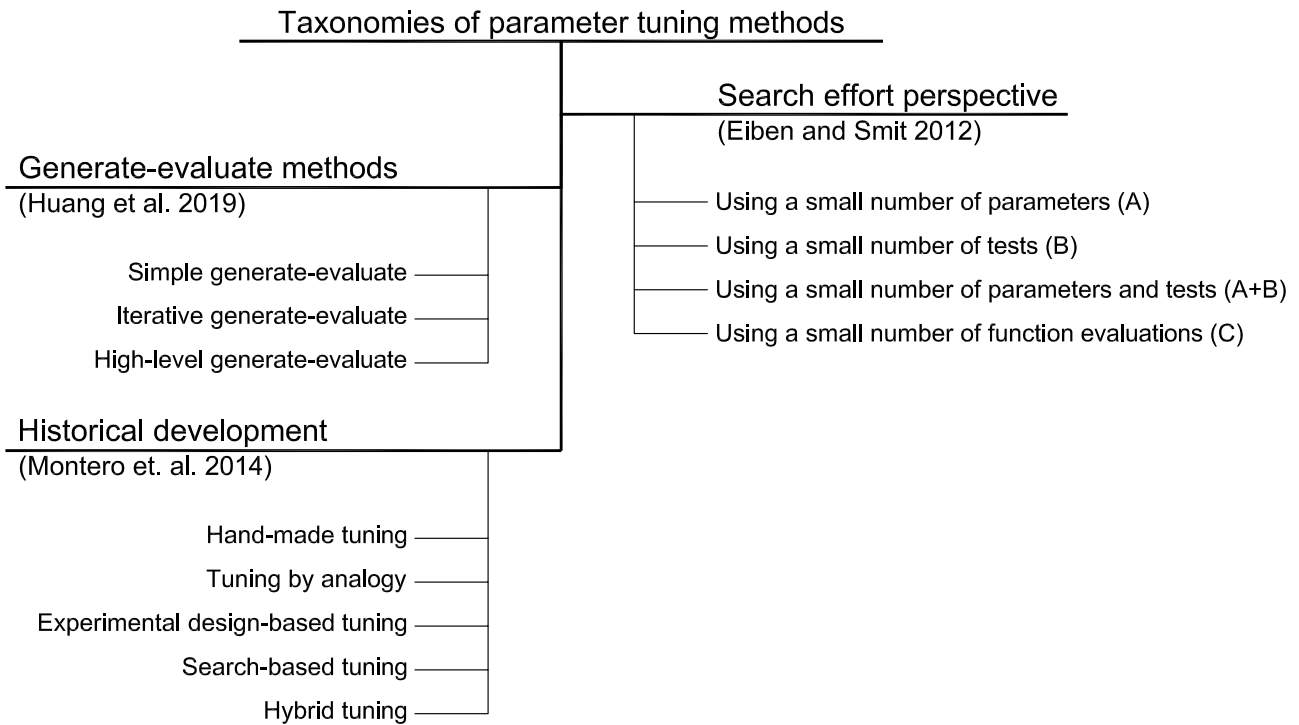 Taxonomies of parameter tuning methods
Search effort perspective
(Eiben and Smit 2012)
Using a small number of parameters (A)
Using a small number of tests (B)
Using a small number of parameters and tests (A+B)
Using a small number of function evaluations (C)
Generate-evaluate methods
(Huang et al. 2019)
Simple generate-evaluate
Iterative generate-evaluate
High-level generate-evaluate
Historical development
(Montero et. al. 2014)
Hand-made tuning
Tuning by analogy
Experimental design-based tuning
Search-based tuning
Hybrid tuning